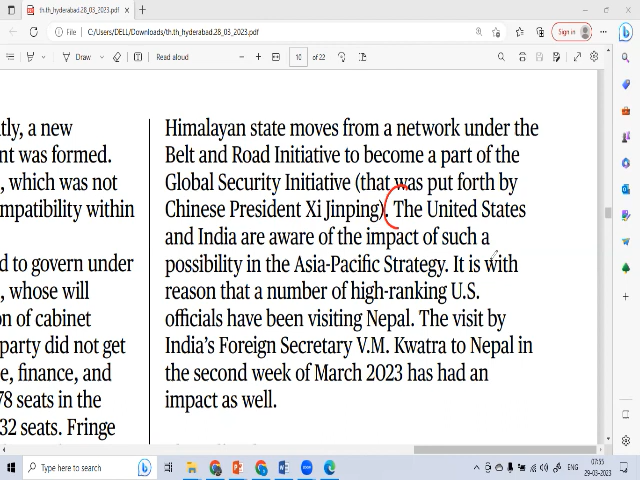 th.th_hyderabad.28_03_2023.pdf
File
C:/Users/DELL/Downloads/th.th_hyderabad.28_03_2023.pdf
Sign in
Draw
Read aloud
10 of 22
tly, a new
nt was formed.
, which was not
mpatibility within
d to govern under
, whose will
on of cabinet
party did not get
e, finance, and
78 seats in the
32 seats. Fringe
Himalayan state moves from a network under the
Belt and Road Initiative to become a part of the
Global Security Initiative (that was put forth by
Chinese President Xi Jinping). The United States
and India are aware of the impact of such a
possibility in the Asia-Pacific Strategy. It is with
reason that a number of high-ranking U.S.
officials have been visiting Nepal. The visit by
India's Foreign Secretary V.M. Kwatra to Nepal in
the second week of March 2023 has had an
impact as well.
Type here to search
ENG
07:55
29-03-2023